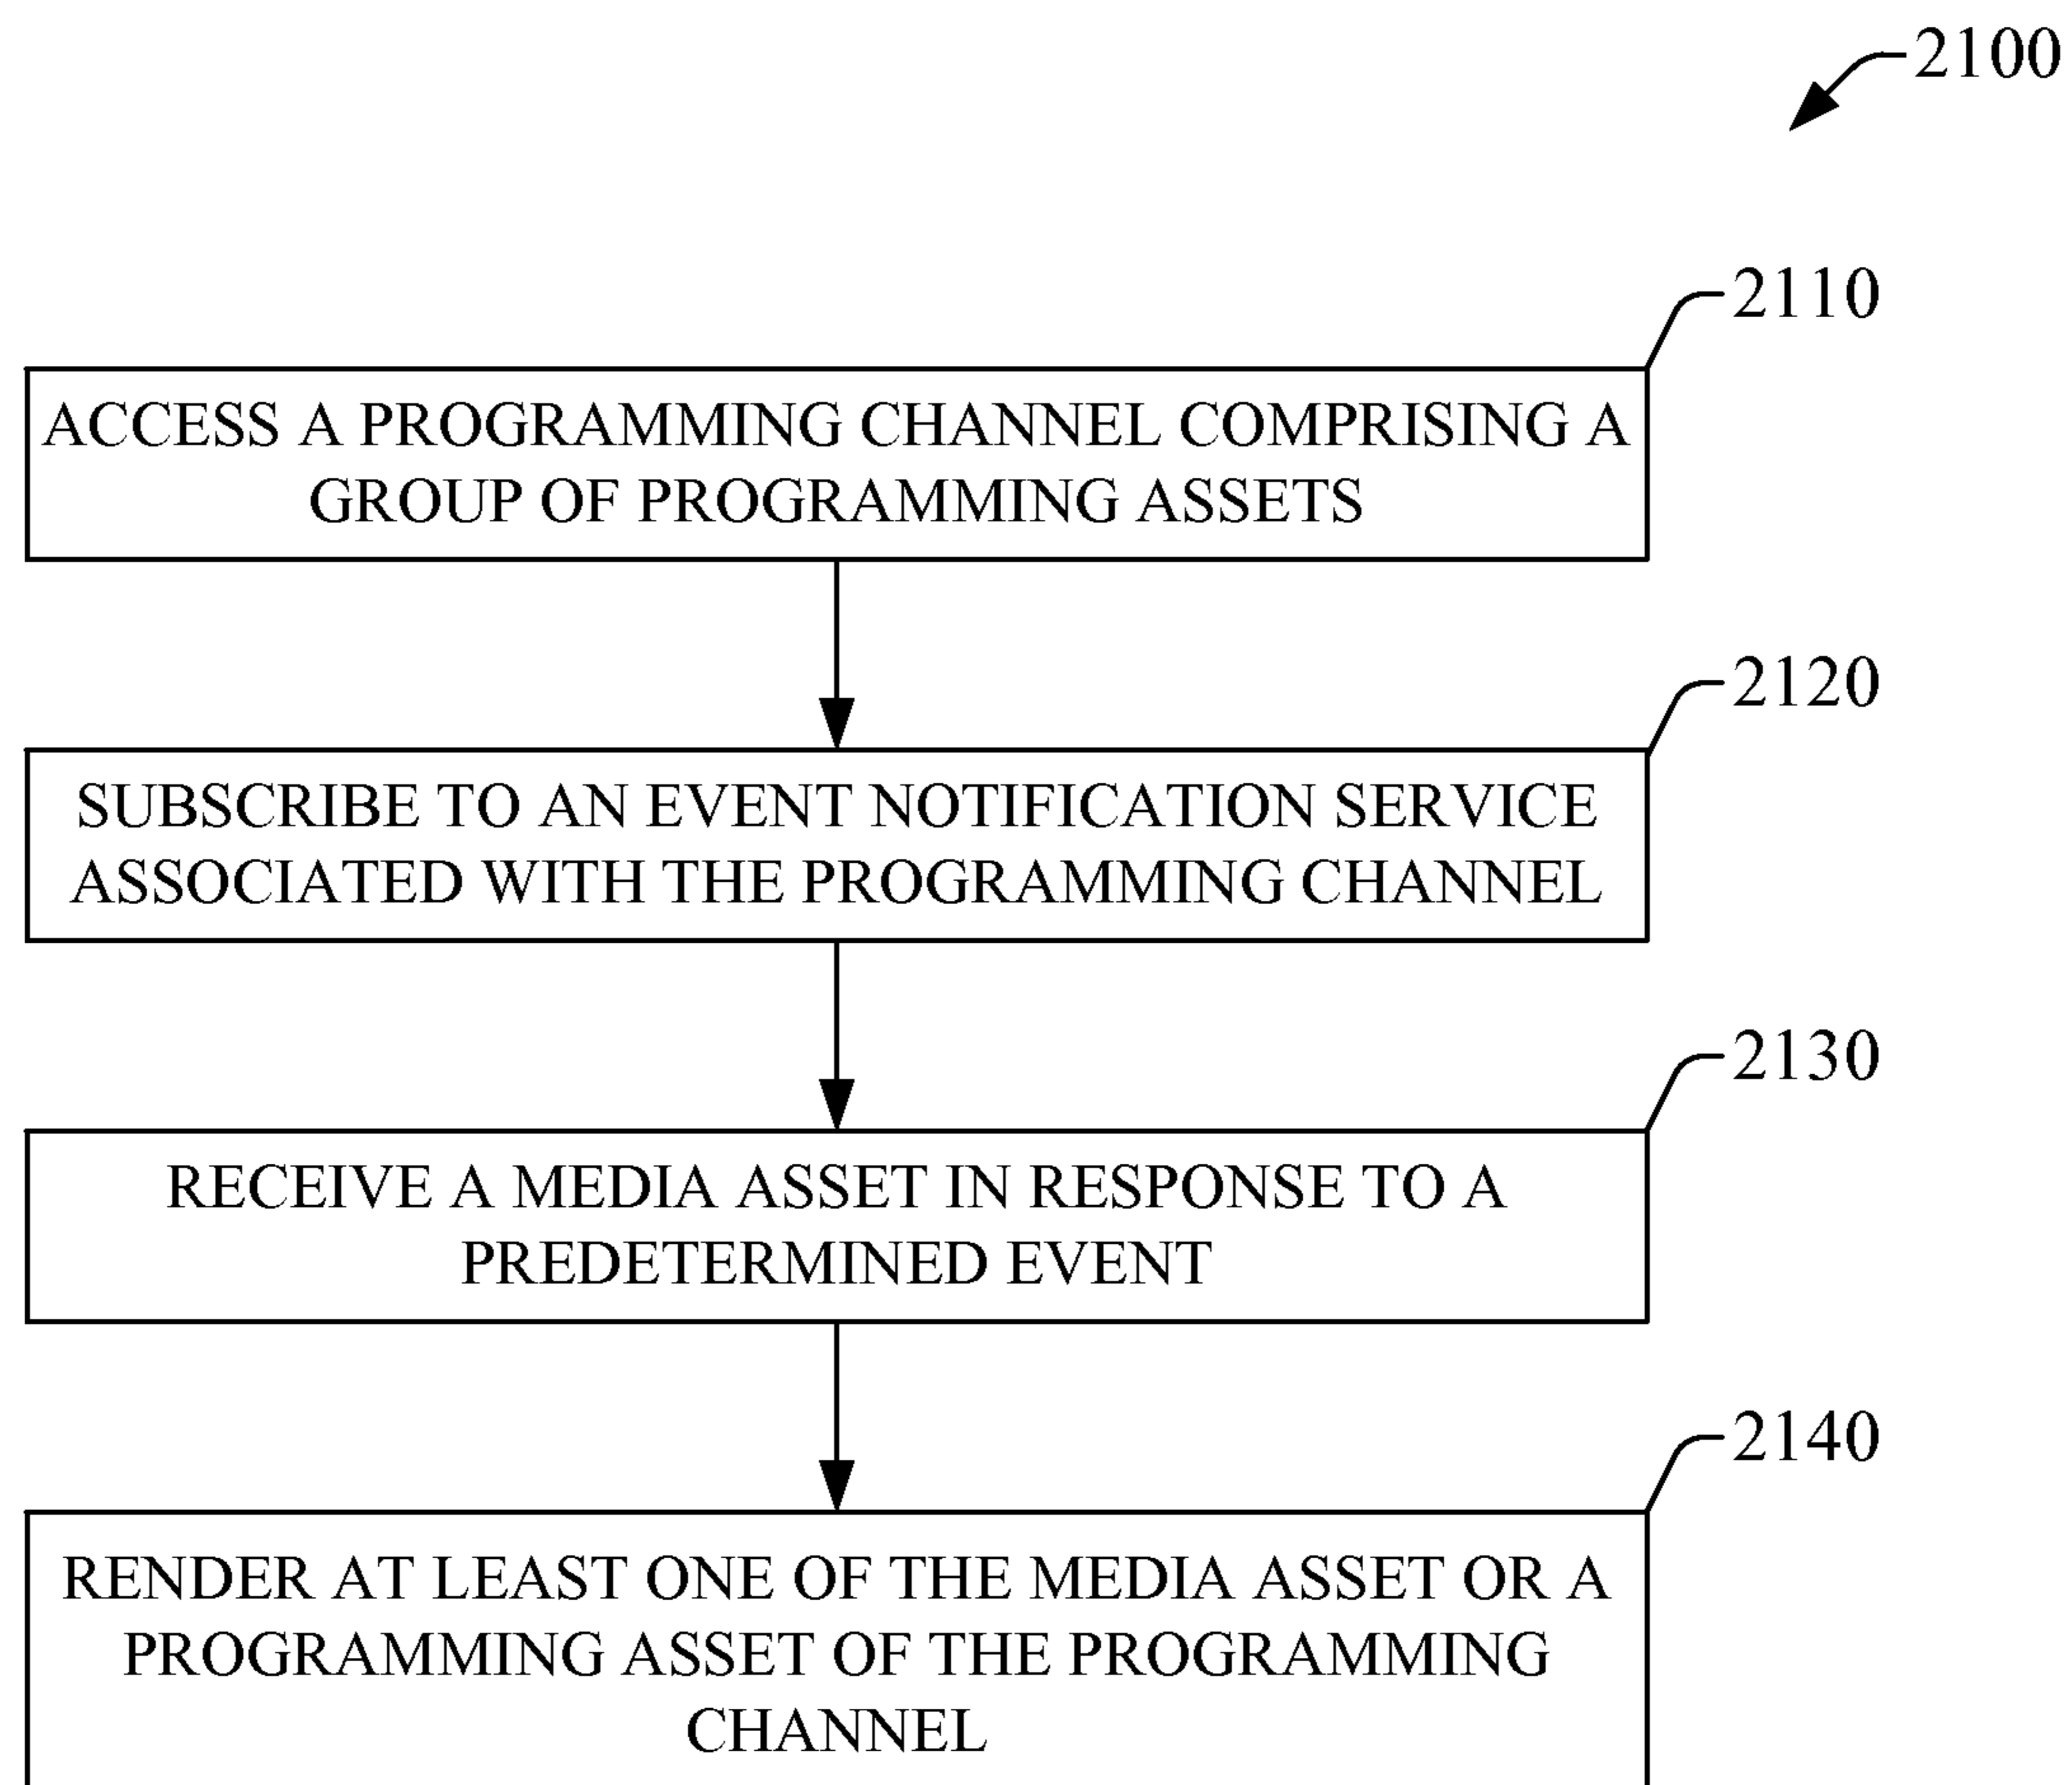 2100
2110
ACCESS A PROGRAMMING CHANNEL COMPRISING A
GROUP OF PROGRAMMING ASSETS
2120
SUBSCRIBE TO AN EVENT NOTIFICATION SERVICE
ASSOCIATED WITH THE PROGRAMMING CHANNEL
2130
RECEIVE A MEDIA ASSET IN RESPONSE TO A
PREDETERMINED EVENT
2140
RENDER AT LEAST ONE OF THE MEDIA ASSET OR A
PROGRAMMING ASSET OF THE PROGRAMMING
CHANNEL